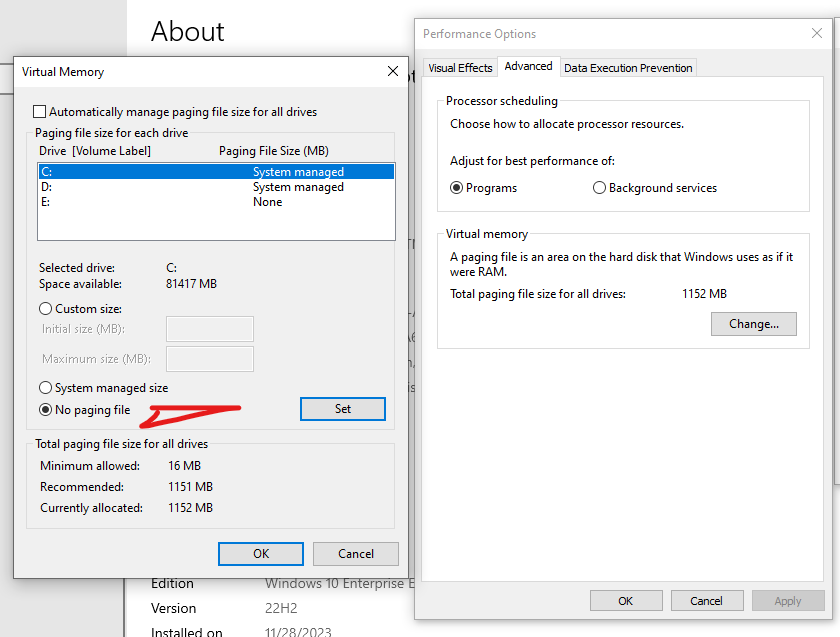 About
Virtual Memory
Automatically manage paging file size for all drives
Paging file size for each drive
Drive [Volume Label] Paging File Size (MB)
C: System managed
D: System managed
E: None
Selected drive: C:
Space available: 81417 MB
Custom size:
Initial size (MB):
Maximum size (MB):
System managed size
No paging file
Set
Total paging file size for all drives
Minimum allowed: 16 MB
Recommended: 1151 MB
Currently allocated: 1152 MB
OK Cancel
Edition Windows 10 Enterprise E
Version 22H2
Installed on 11/28/2023
Performance Options
Visual Effects Advanced Data Execution Prevention
Processor scheduling
Choose how to allocate processor resources.
Adjust for best performance of:
Programs Background services
Virtual memory
A paging file is an area on the hard disk that Windows uses as if it
were RAM.
Total paging file size for all drives: 1152 MB
Change...
OK Cancel Apply